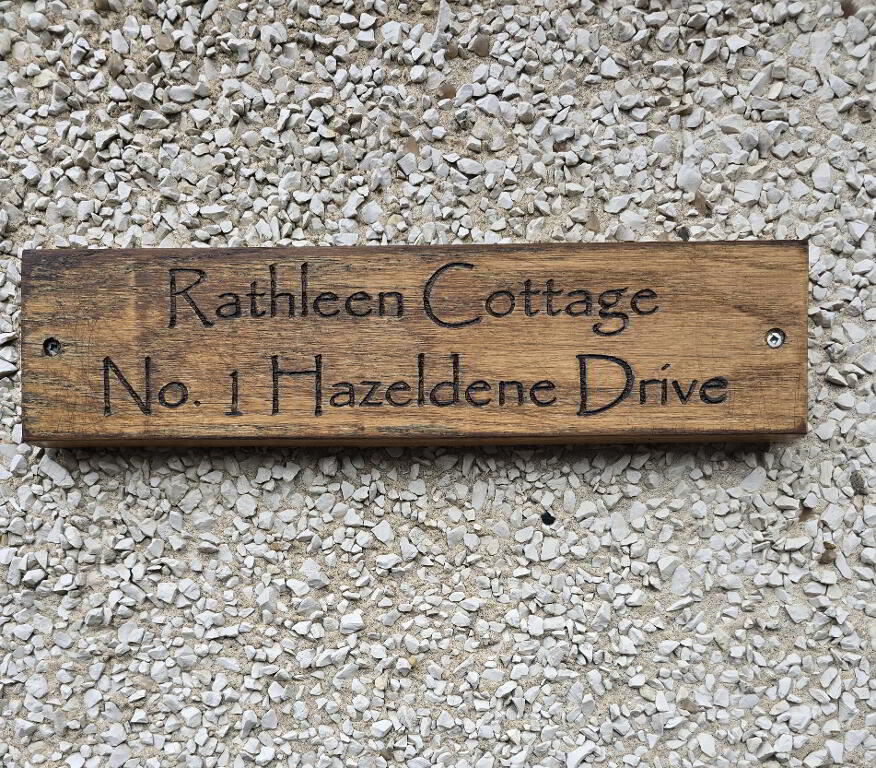 Rathleen Cottage
No. 1 Hazeldene Drive